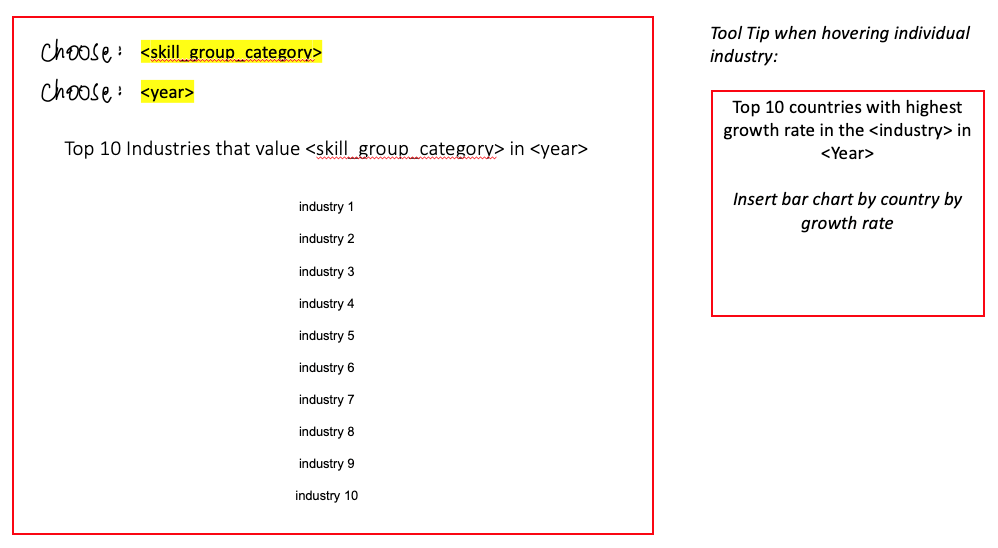 Choose: <skill_group_category>
Choose: <year>
Top 10 Industries that value <skill_group_category> in <year>
industry 1
industry 2
industry 3
industry 4
industry 5
industry 6
industry 7
industry 8
industry 9
industry 10
Tool Tip when hovering individual
industry:
Top 10 countries with highest
growth rate in the <industry> in
<Year>
Insert bar chart by country by
growth rate